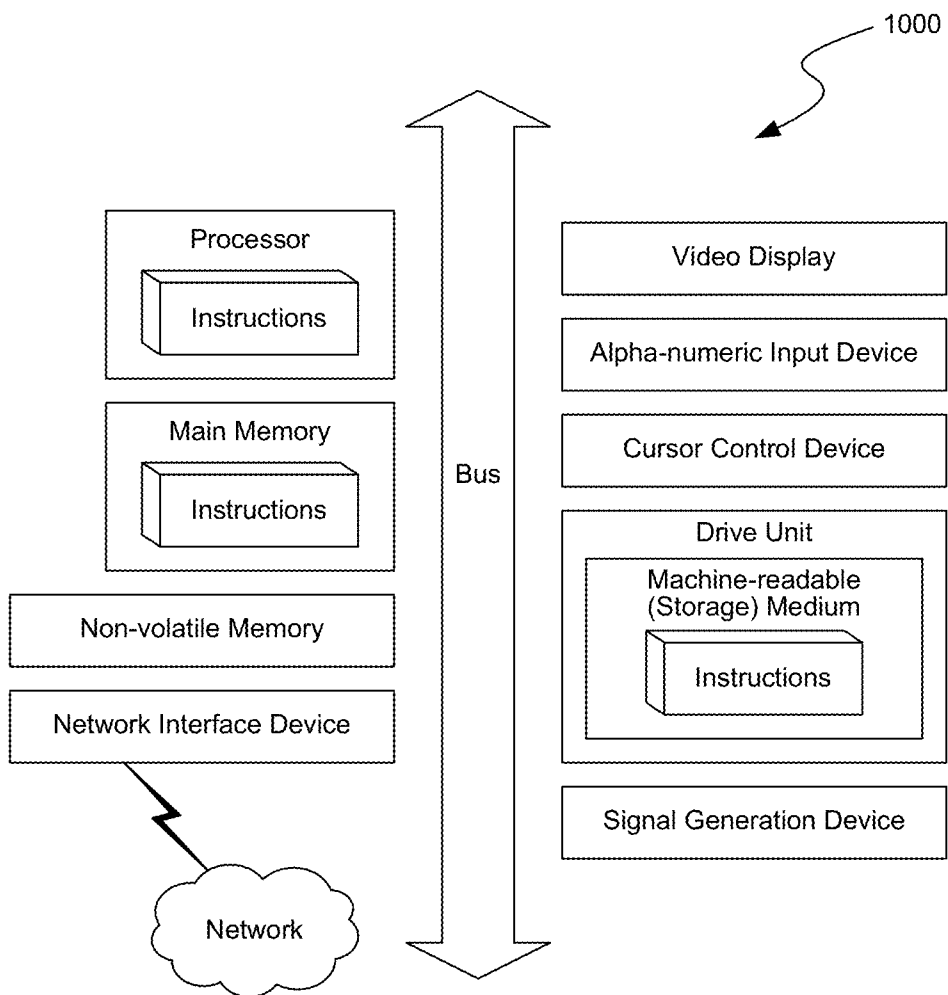 1000
Processor
Instructions
Main Memory
Instructions
Non-volatile Memory
Network Interface Device
Network
Bus
Video Display
Alpha-numeric Input Device
Cursor Control Device
Drive Unit
Machine-readable
(Storage) Medium
Instructions
Signal Generation Device